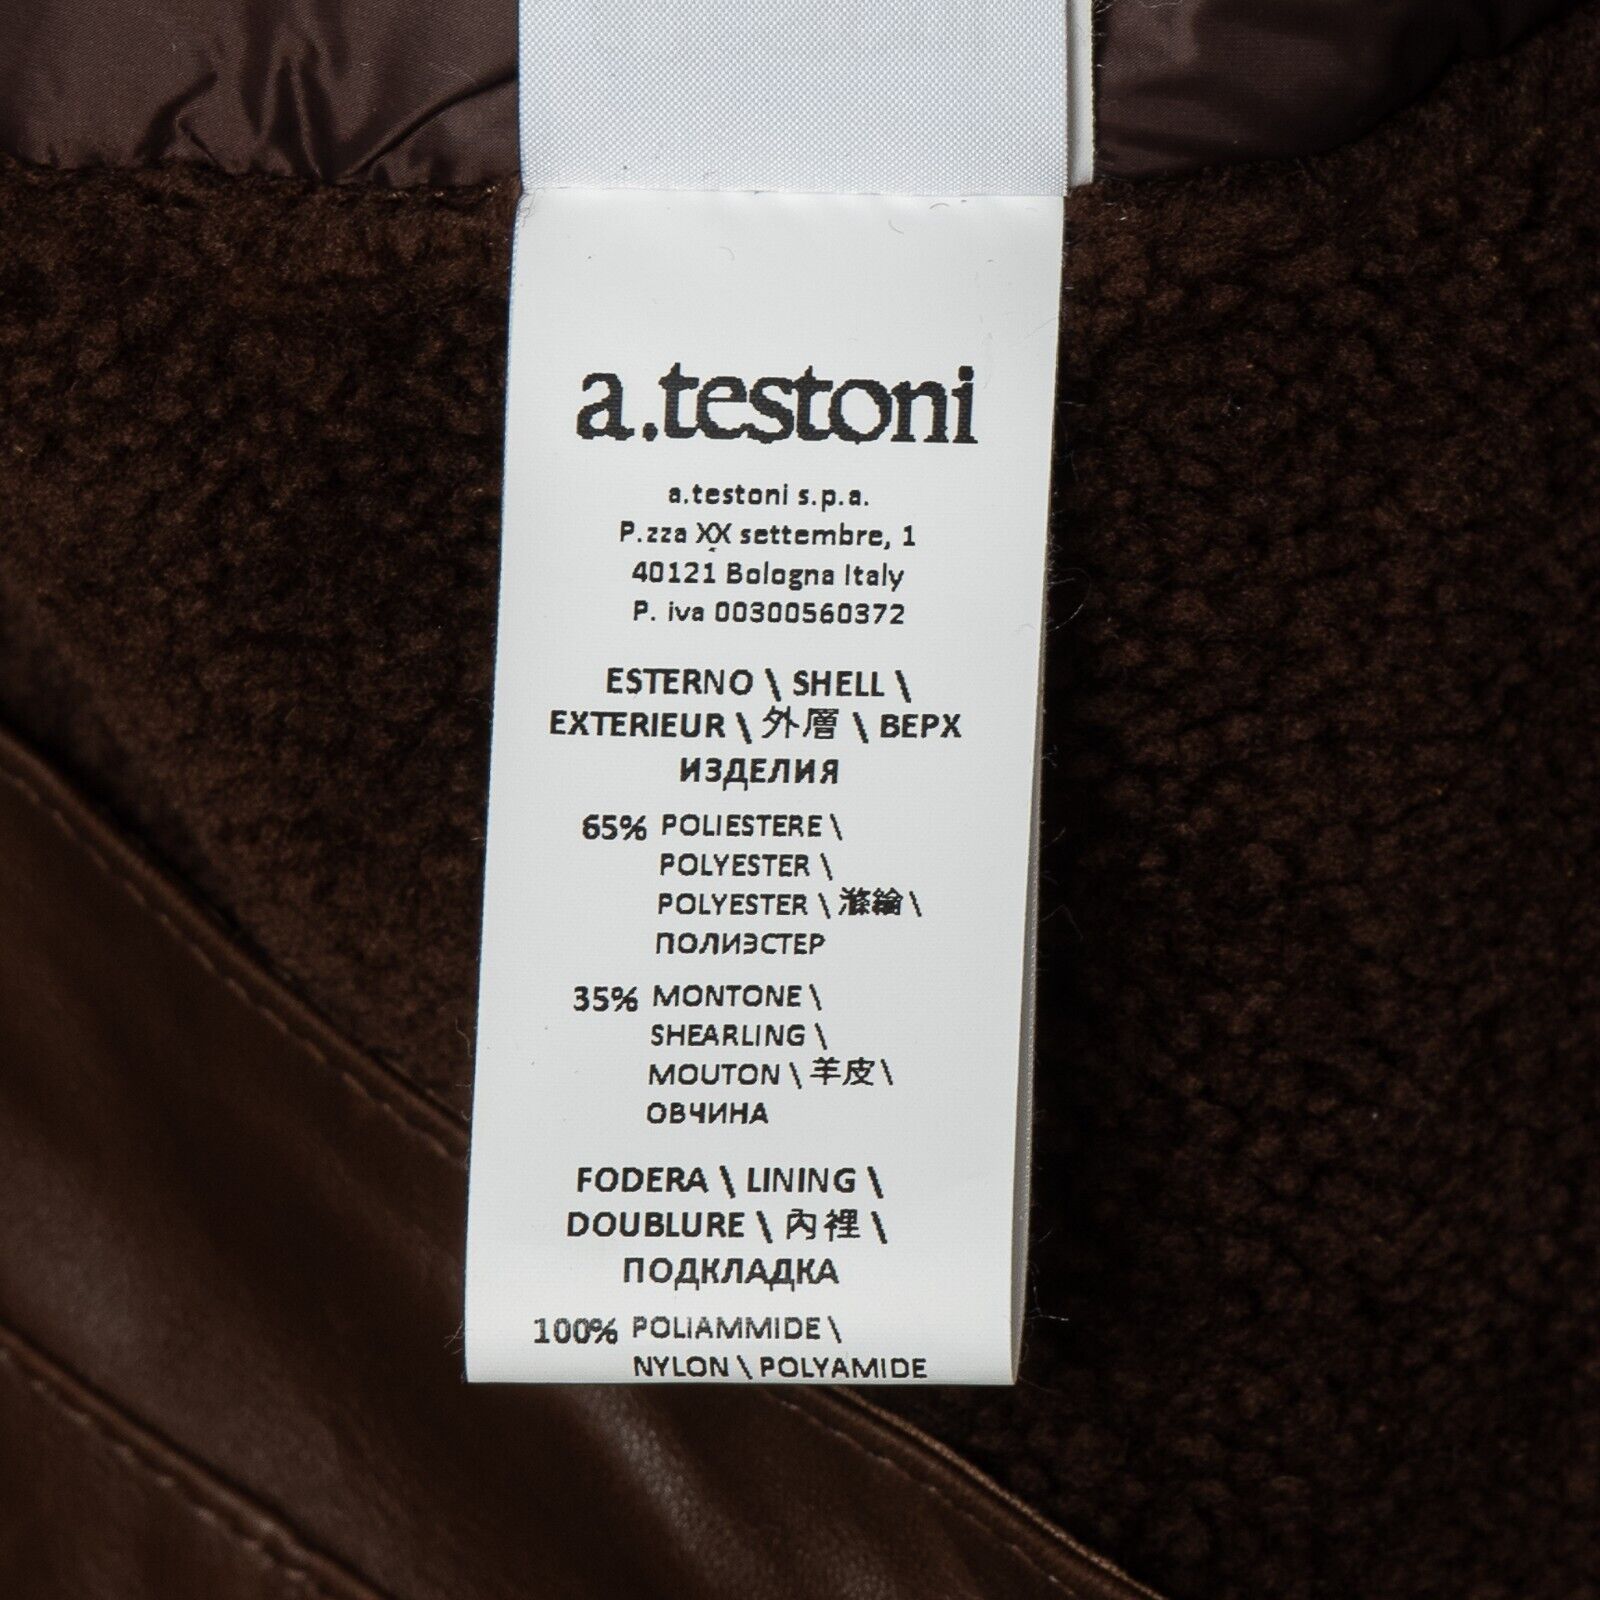 a.testoni
a.testoni s.p.a.
P.zza XX settembre, 1
40121 Bologna Italy
P. iva 00300560372
ESTERNO \ SHELL \
EXTERIEUR \ 外層 \ ВЕРХ
ИЗДЕЛИЯ
65% POLIESTERE \
POLYESTER \
POLYESTER \ 滌綸 \
ПОЛИЭСТЕР
35% MONTONE \
SHEARLING \
MOUTON \ 羊皮 \
ОВЧИНА
FODERA \ LINING \
DOUBLURE \ 內裡 \
ПОДКЛАДКА
100% POLIAMMIDE \
NYLON \ POLYAMIDE